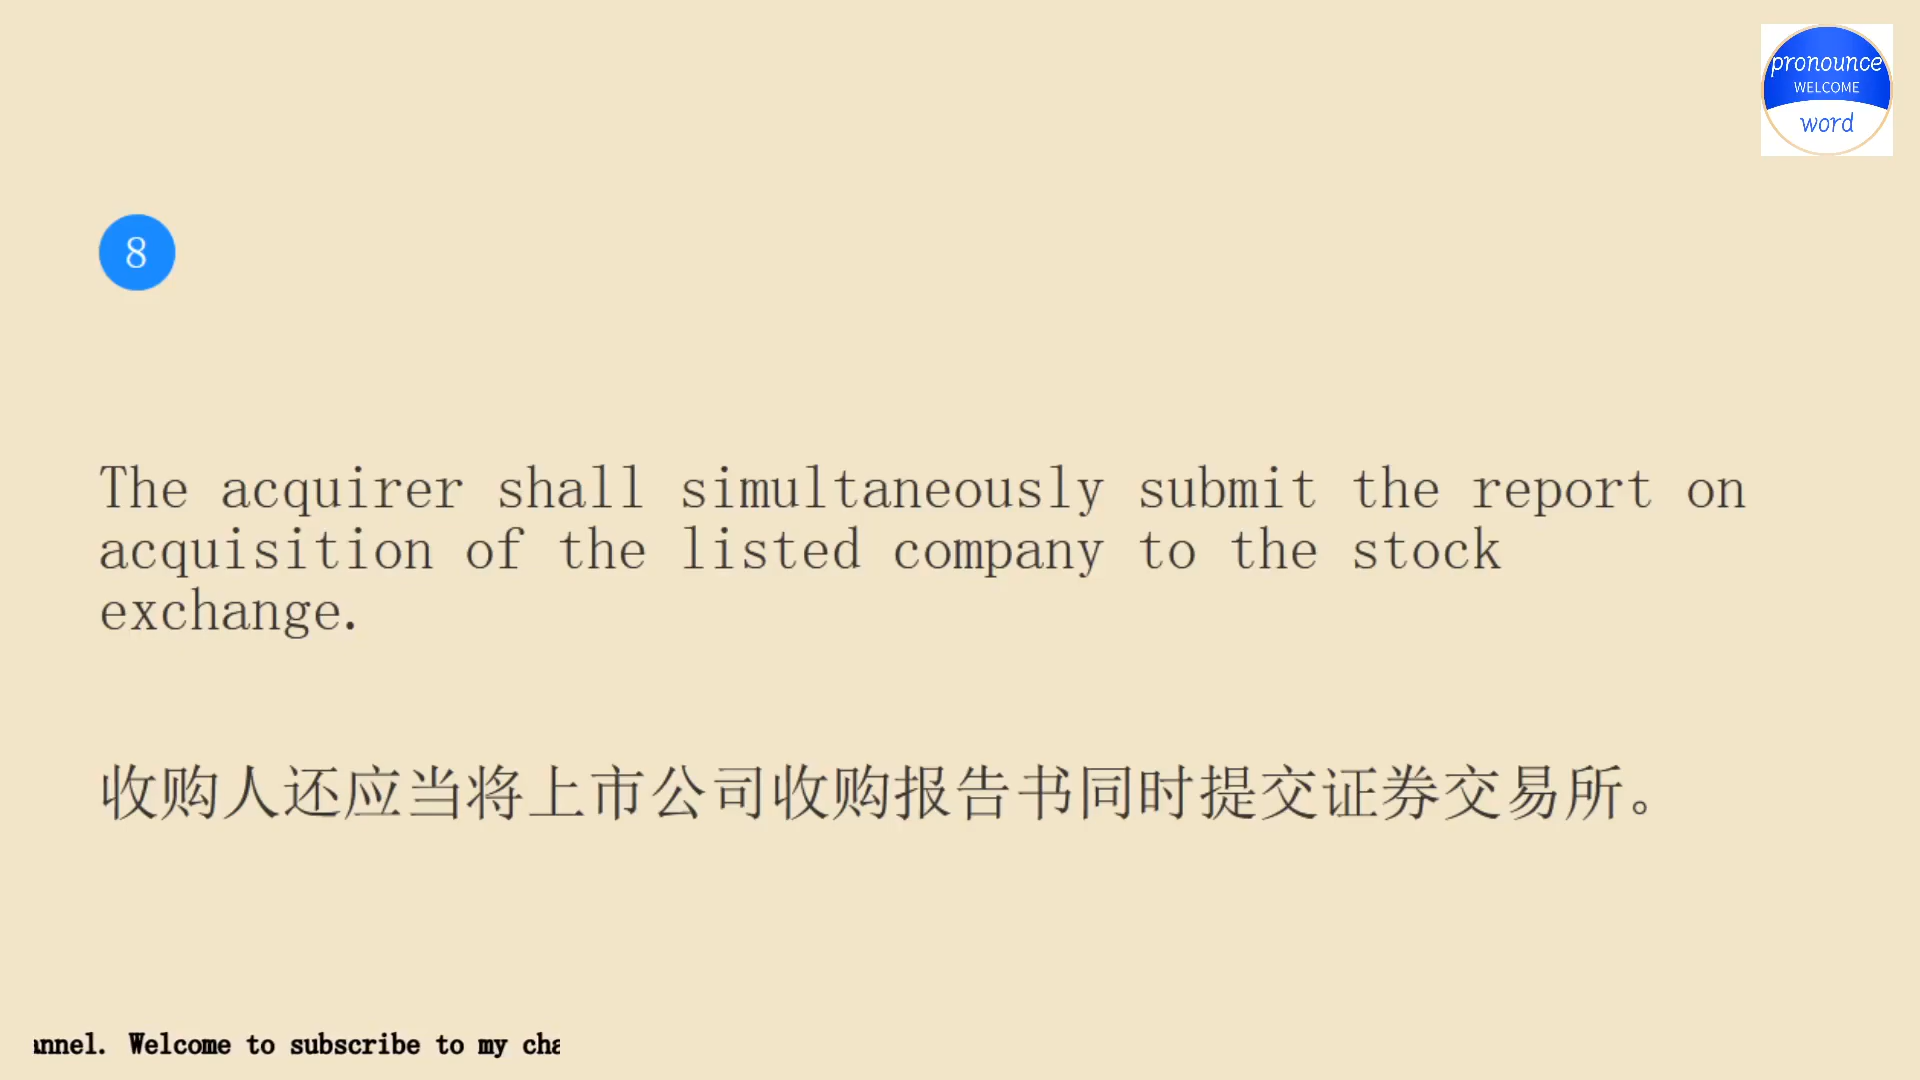 pronounce
WELCOME
word
8
The acquirer shall simultaneously submit the report on
acquisition of the listed company to the stock
exchange.
收购人还应当将上市公司收购报告书同时提交证券交易所。
annel. Welcome to subscribe to my cha